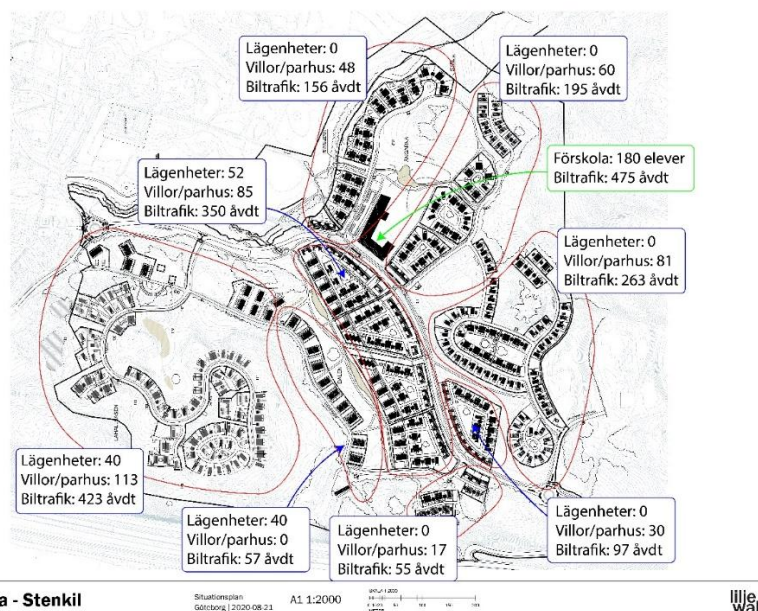 Lägenheter: 0
Villor/parhus: 48
Biltrafik: 156 åvdt
Lägenheter: 0
Villor/parhus: 60
Biltrafik: 195 åvdt
Förskola: 180 elever
Biltrafik: 475 åvdt
Lägenheter: 52
Villor/parhus: 85
Biltrafik: 350 åvdt
Lägenheter: 0
Villor/parhus: 81
Biltrafik: 263 åvdt
Lägenheter: 40
Villor/parhus: 113
Biltrafik: 423 åvdt
Lägenheter: 40
Villor/parhus: 0
Biltrafik: 57 åvdt
Lägenheter: 0
Villor/parhus: 17
Biltrafik: 55 åvdt
Lägenheter: 0
Villor/parhus: 30
Biltrafik: 97 åvdt
a - Stenkil
Situationsplan
Göteborg | 2020-08-21
A1 1:2000
lilje